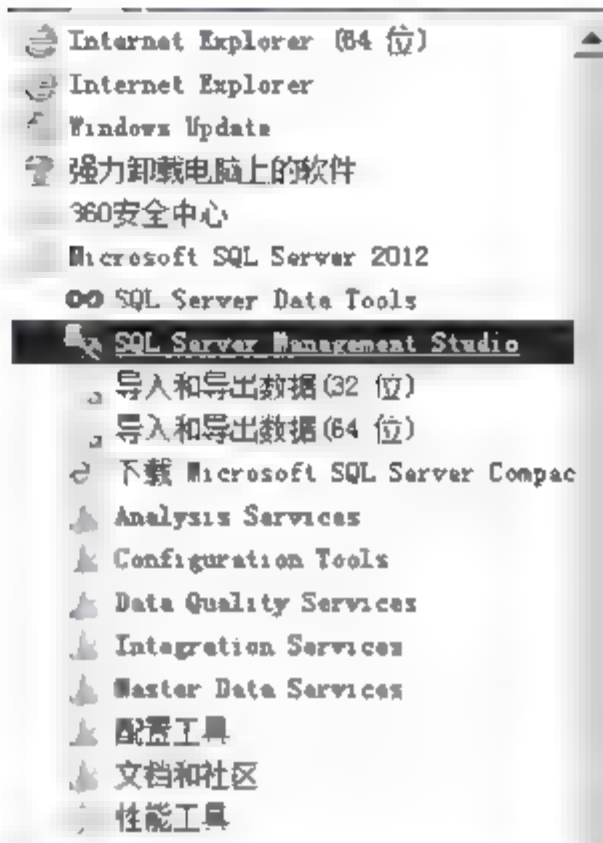 Internet Explorer (64 位)
Internet Explorer
Windows Update
强力卸载电脑上的软件
360安全中心
Microsoft SQL Server 2012
SQL Server Data Tools
SQL Server Management Studio
导入和导出数据(32 位)
导入和导出数据(64 位)
下载 Microsoft SQL Server Compac
Analysis Services
Configuration Tools
Data Quality Services
Integration Services
Master Data Services
配置工具
文档和社区
性能工具